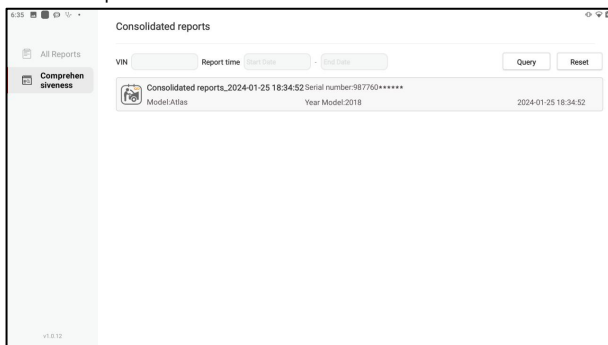 6:35
Consolidated reports
All Reports
Comprehen
siveness
VIN
Report time Start Date - End Date
Query
Reset
Consolidated reports_2024-01-25 18:34:52 Serial number:987760******
Model:Atlas
Year Model:2018
2024-01-25 18:34:52
v1.0.12